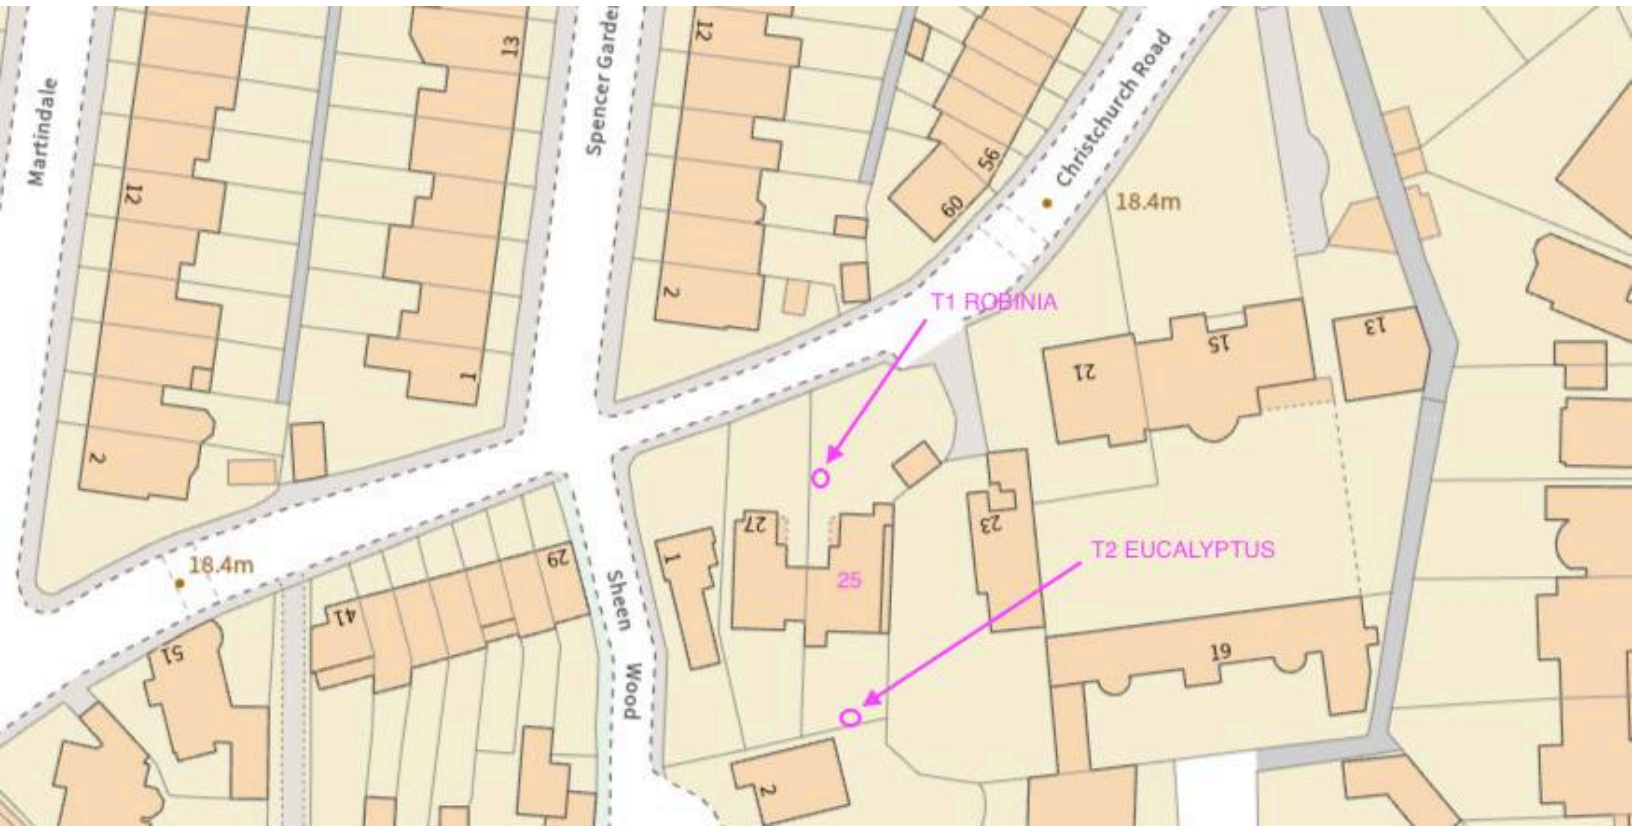 Martindale
12
2
13
1
Spencer Garde
12
2
56
60
Christchurch Road
18.4m
T1 ROBINIA
21
15
13
18.4m
41
29
51
Sheen
Wood
1
27
25
23
T2 EUCALYPTUS
19
2